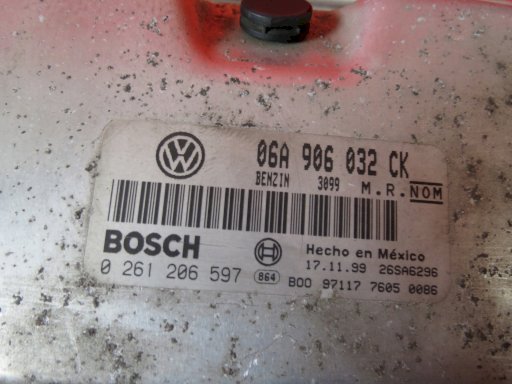 06A 906 032 CK
BENZIN 3099 M.R.NOM
BOSCH
Hecho en México
0 261 206 597 864 17.11.99 26SA6296
B00 97117 7605 0086